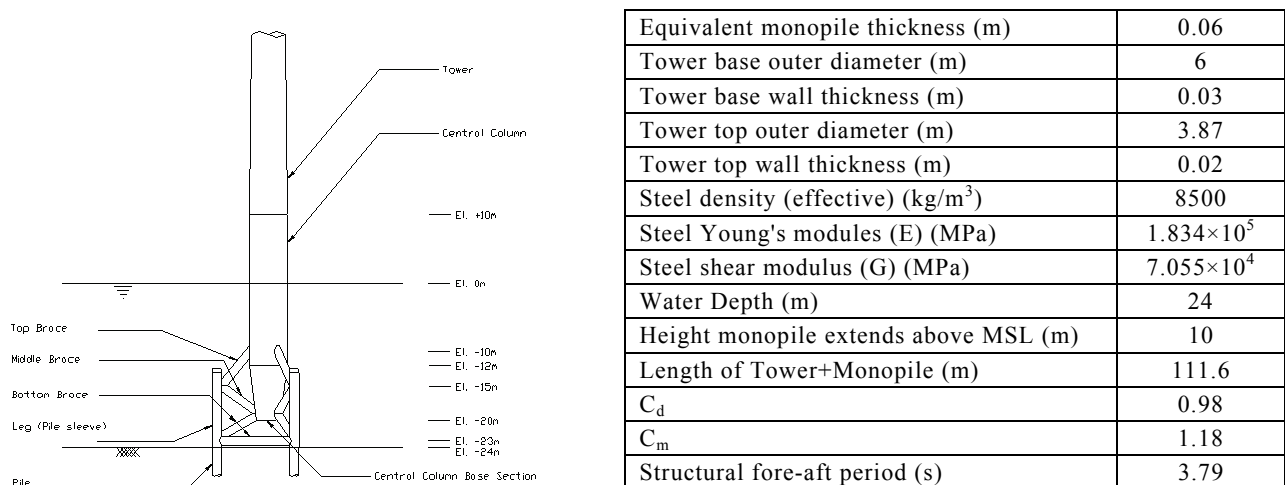 Tower
Central Column
El. +10m
El. 0m
Top Broce
Middle Broce
Bottom Broce
Leg (Pile sleeve)
Pile
El. -10m
El. -12m
El. -15m
El. -20m
El. -23m
El. -24m
Central Column Base Section
Equivalent monopile thickness (m) 0.06
Tower base outer diameter (m) 6
Tower base wall thickness (m) 0.03
Tower top outer diameter (m) 3.87
Tower top wall thickness (m) 0.02
Steel density (effective) (kg/m³) 8500
Steel Young's modules (E) (MPa) 1.834×10⁵
Steel shear modulus (G) (MPa) 7.055×10⁴
Water Depth (m) 24
Height monopile extends above MSL (m) 10
Length of Tower+Monopile (m) 111.6
C_d 0.98
C_m 1.18
Structural fore-aft period (s) 3.79